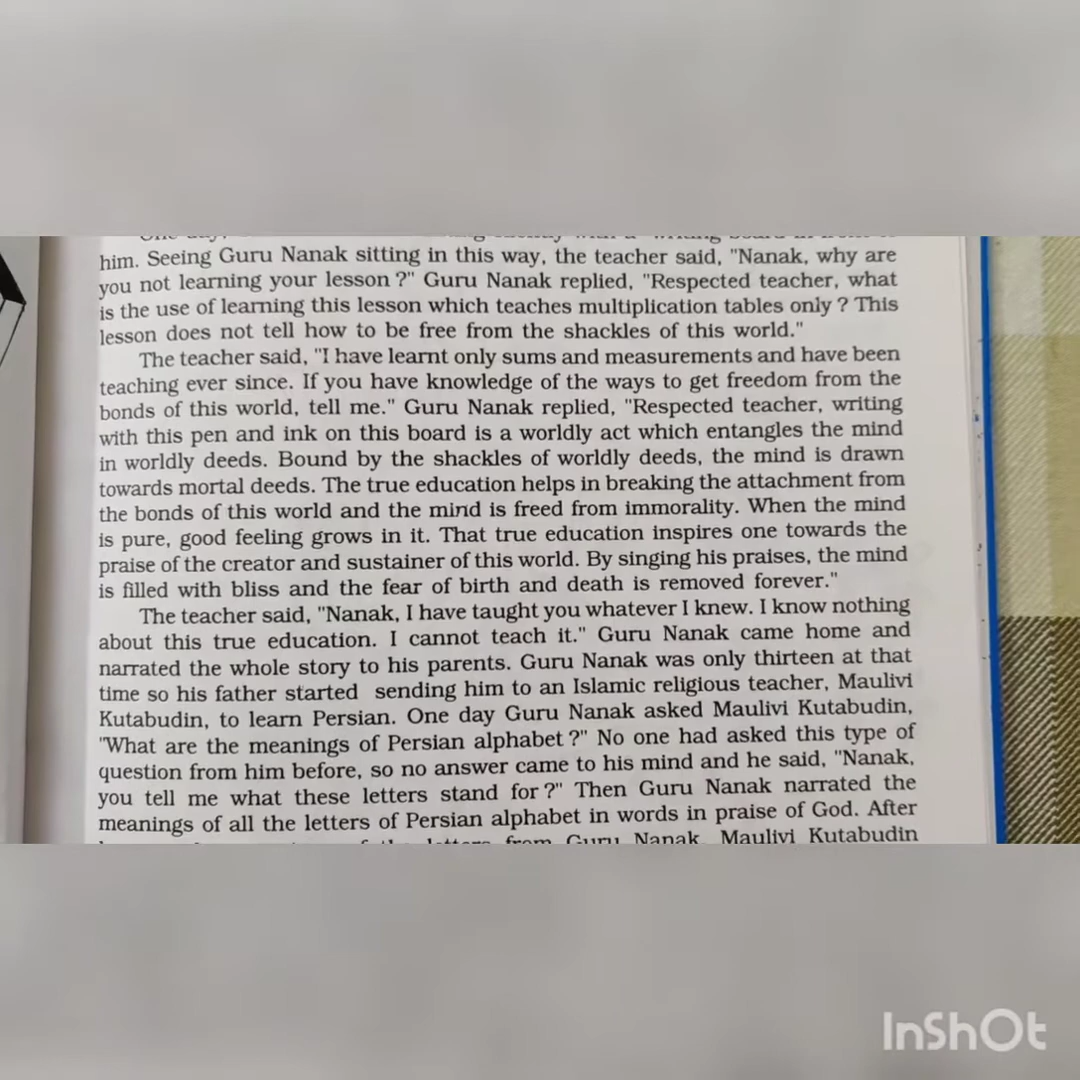 One day,
him. Seeing Guru Nanak sitting in this way, the teacher said, "Nanak, why are
you not learning your lesson ?" Guru Nanak replied, "Respected teacher, what
is the use of learning this lesson which teaches multiplication tables only ? This
lesson does not tell how to be free from the shackles of this world."
The teacher said, "I have learnt only sums and measurements and have been
teaching ever since. If you have knowledge of the ways to get freedom from the
bonds of this world, tell me." Guru Nanak replied, "Respected teacher, writing
with this pen and ink on this board is a worldly act which entangles the mind
in worldly deeds. Bound by the shackles of worldly deeds, the mind is drawn
towards mortal deeds. The true education helps in breaking the attachment from
the bonds of this world and the mind is freed from immorality. When the mind
is pure, good feeling grows in it. That true education inspires one towards the
praise of the creator and sustainer of this world. By singing his praises, the mind
is filled with bliss and the fear of birth and death is removed forever."
The teacher said, "Nanak, I have taught you whatever I knew. I know nothing
about this true education. I cannot teach it." Guru Nanak came home and
narrated the whole story to his parents. Guru Nanak was only thirteen at that
time so his father started sending him to an Islamic religious teacher, Maulivi
Kutabudin, to learn Persian. One day Guru Nanak asked Maulivi Kutabudin,
"What are the meanings of Persian alphabet ?" No one had asked this type of
question from him before, so no answer came to his mind and he said, "Nanak,
you tell me what these letters stand for ?" Then Guru Nanak narrated the
meanings of all the letters of Persian alphabet in words in praise of God. After
of the letters from Guru Nanak, Maulivi Kutabudin
InShOt